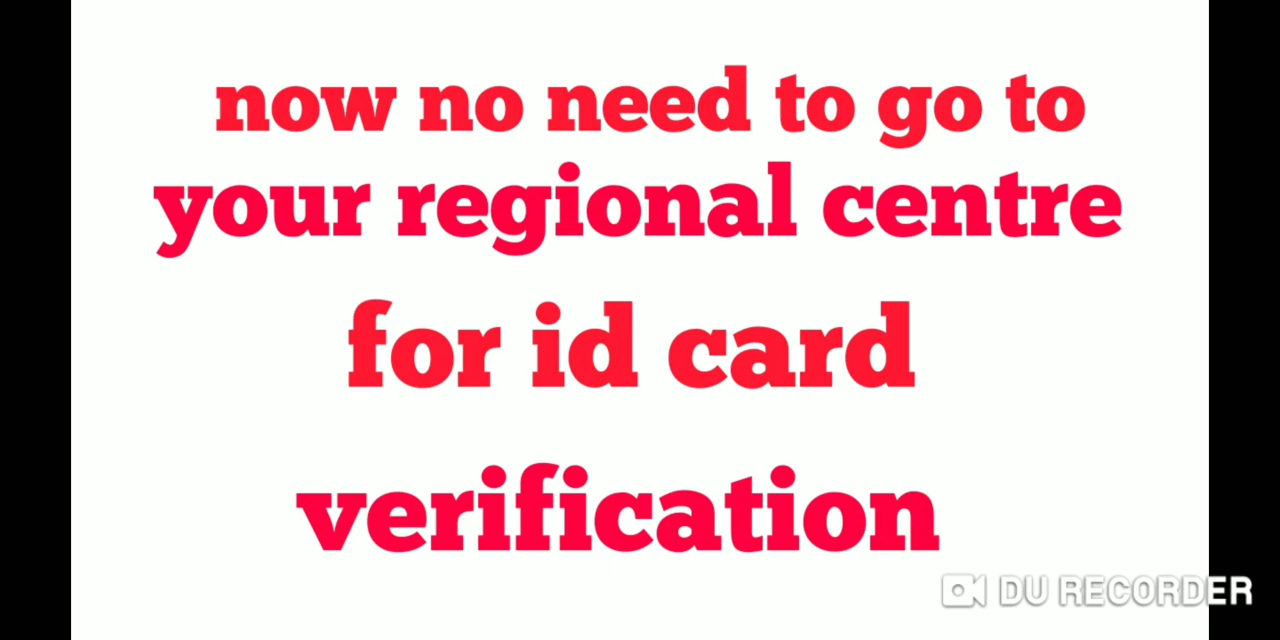 now no need to go to
your regional centre
for id card
verification
DU RECORDER